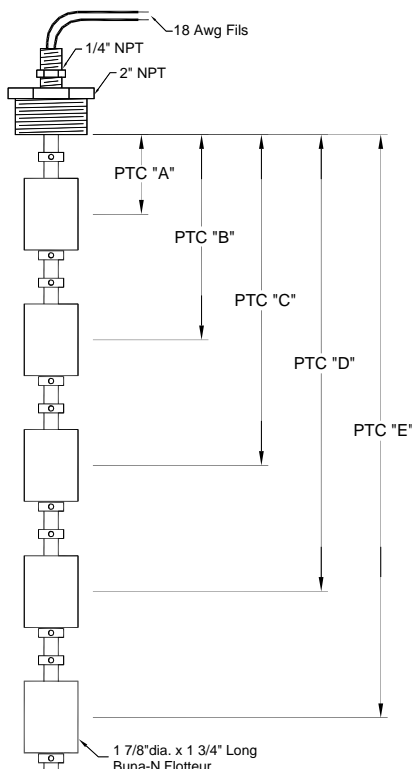 18 Awg Fils
1/4" NPT
2" NPT
PTC "A"
PTC "B"
PTC "C"
PTC "D"
PTC "E"
1 7/8"dia. x 1 3/4" Long
Buna-N Flotteur